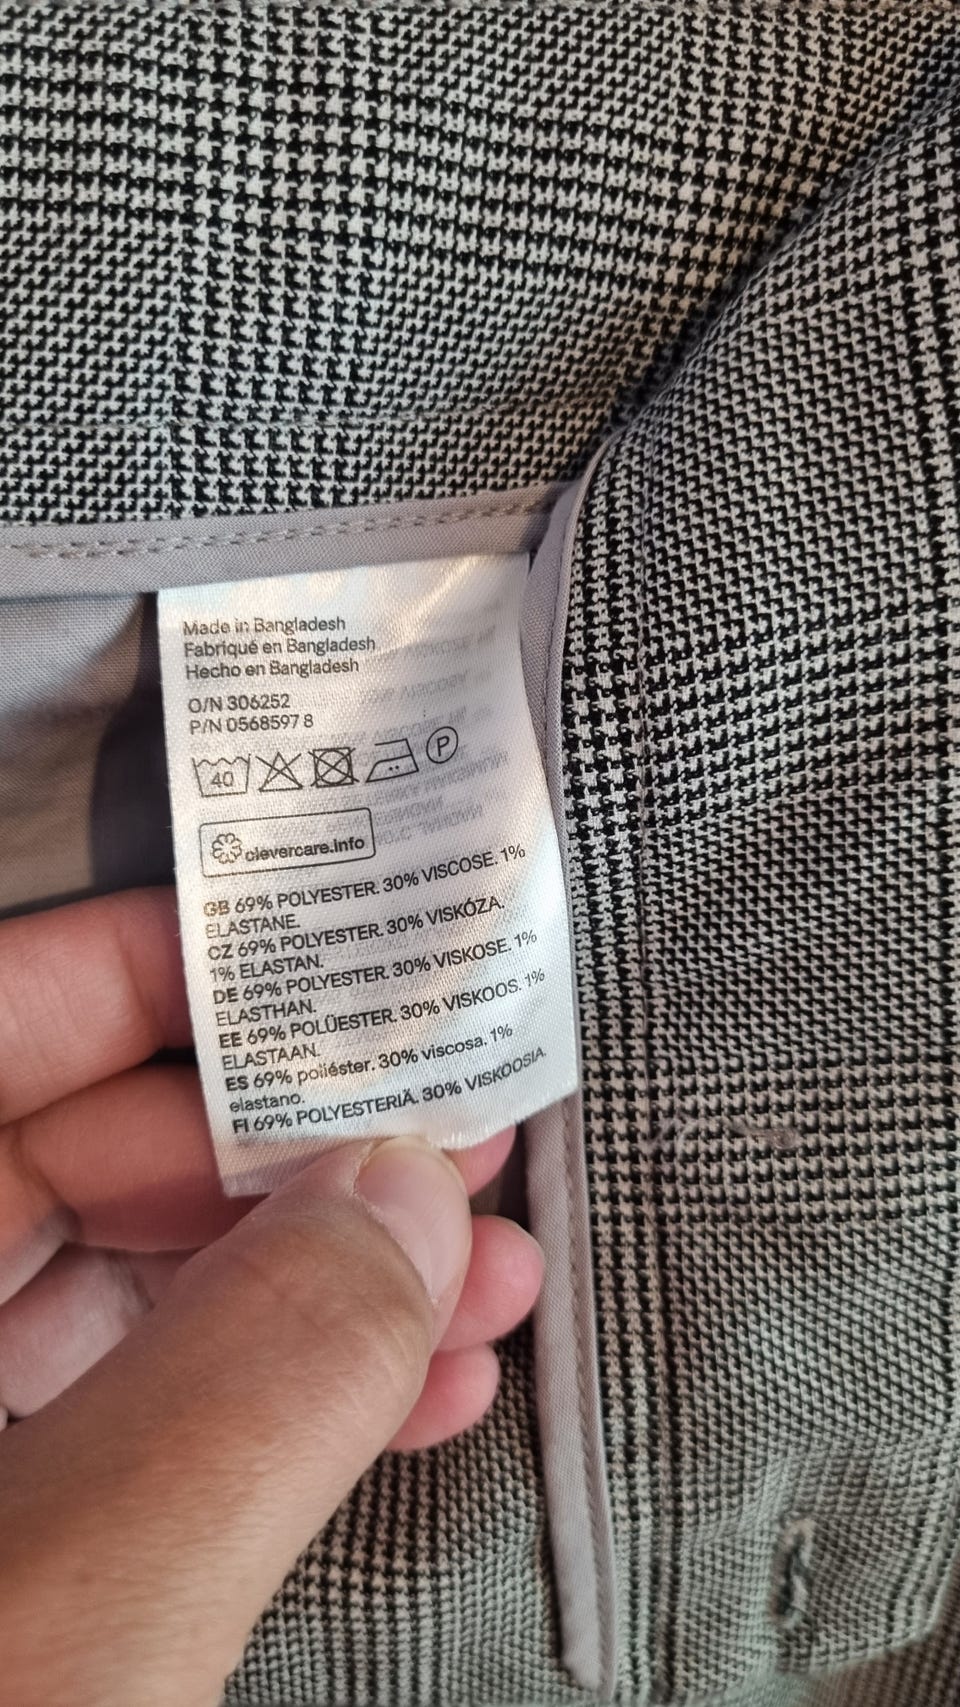 Made in Bangladesh
Fabriqué en Bangladesh
Hecho en Bangladesh
O/N 306252
P/N 0568597 8
40
P
clevercare.info
GB 69% POLYESTER. 30% VISCOSE. 1%
ELASTANE.
CZ 69% POLYESTER. 30% VISKÓZA.
1% ELASTAN.
DE 69% POLYESTER. 30% VISKOSE. 1%
ELASTHAN.
EE 69% POLÜESTER. 30% VISKOOS. 1%
ELASTAAN.
ES 69% poliéster. 30% viscosa. 1%
elastano.
FI 69% POLYESTERIÄ. 30% VISKOOSIA.